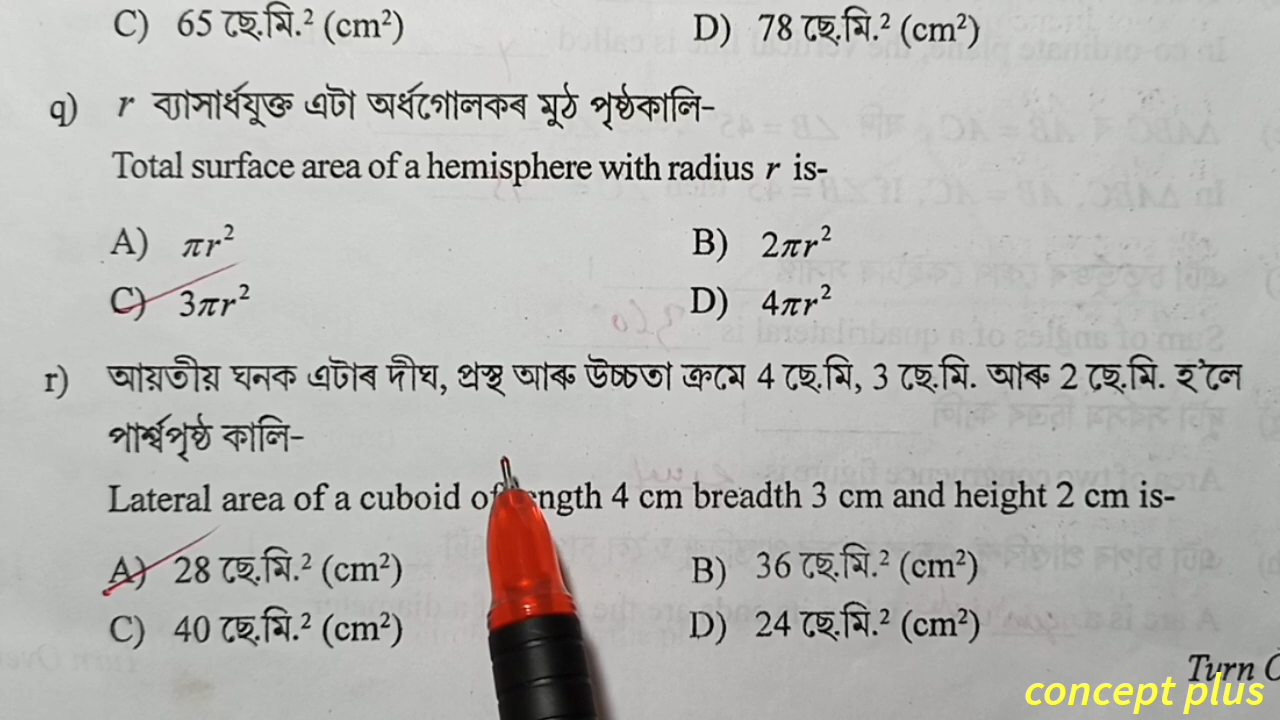 C) 65 ছে.মি.² (cm²) D) 78 ছে.মি.² (cm²)
q) r ব্যাসাৰ্ধযুক্ত এটা অৰ্ধগোলকৰ মুঠ পৃষ্ঠকালি-
Total surface area of a hemisphere with radius r is-
A) πr² B) 2πr²
C) 3πr² D) 4πr²
r) আয়তীয় ঘনক এটাৰ দীঘ, প্ৰস্থ আৰু উচ্চতা ক্ৰমে 4 ছে.মি, 3 ছে.মি. আৰু 2 ছে.মি. হ'লে
পাৰ্শ্বপৃষ্ঠ কালি-
Lateral area of a cuboid of length 4 cm breadth 3 cm and height 2 cm is-
A) 28 ছে.মি.² (cm²) B) 36 ছে.মি.² (cm²)
C) 40 ছে.মি.² (cm²) D) 24 ছে.মি.² (cm²)
Turn
concept plus